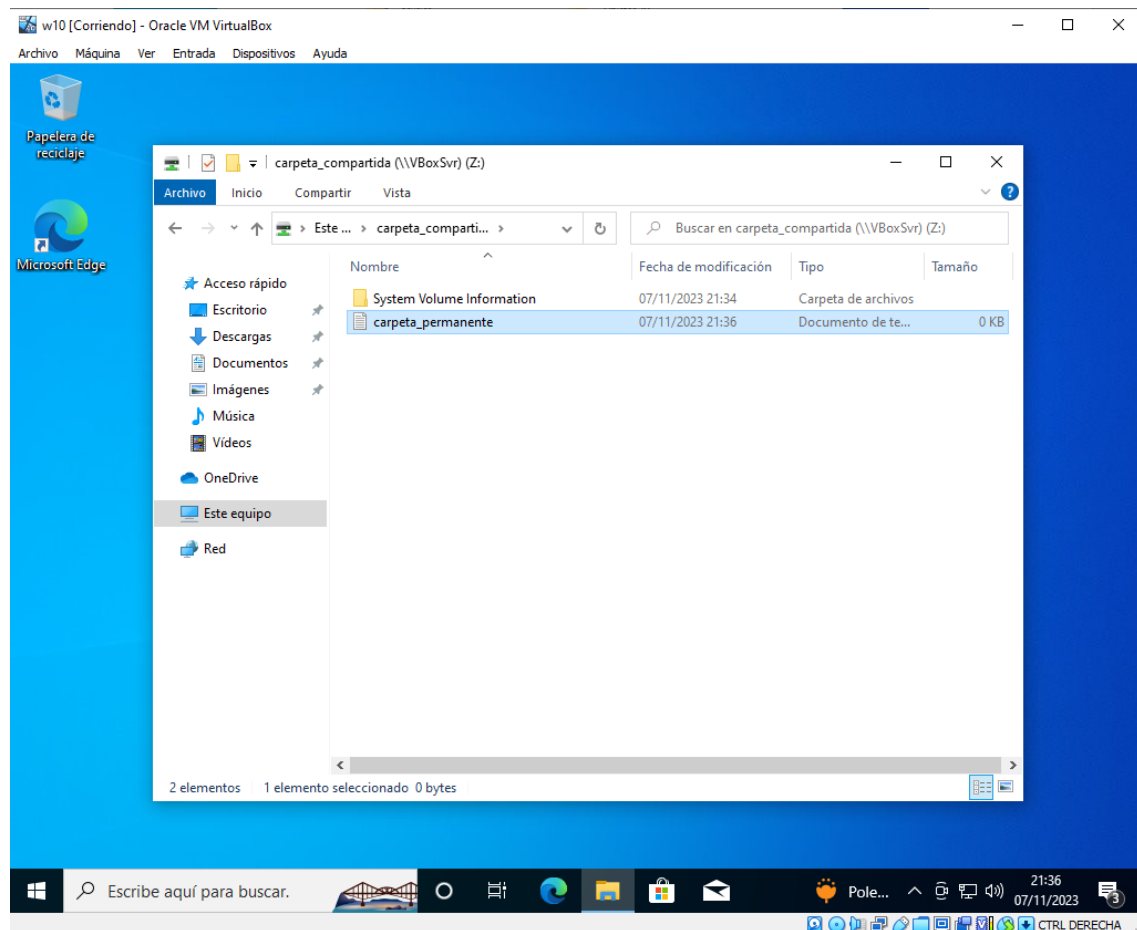 w10 [Corriendo] - Oracle VM VirtualBox
Archivo Máquina Ver Entrada Dispositivos Ayuda
Papelera de
reciclaje
Microsoft Edge
carpeta_compartida (\\VBoxSvr) (Z:)
Archivo Inicio Compartir Vista
Este ... carpeta_comparti... Buscar en carpeta_compartida (\\VBoxSvr) (Z:)
Nombre Fecha de modificación Tipo Tamaño
System Volume Information 07/11/2023 21:34 Carpeta de archivos
carpeta_permanente 07/11/2023 21:36 Documento de te... 0 KB
Acceso rápido
Escritorio
Descargas
Documentos
Imágenes
Música
Vídeos
OneDrive
Este equipo
Red
2 elementos 1 elemento seleccionado 0 bytes
Escribe aquí para buscar.
Pole...
21:36
07/11/2023
3
CTRL DERECHA